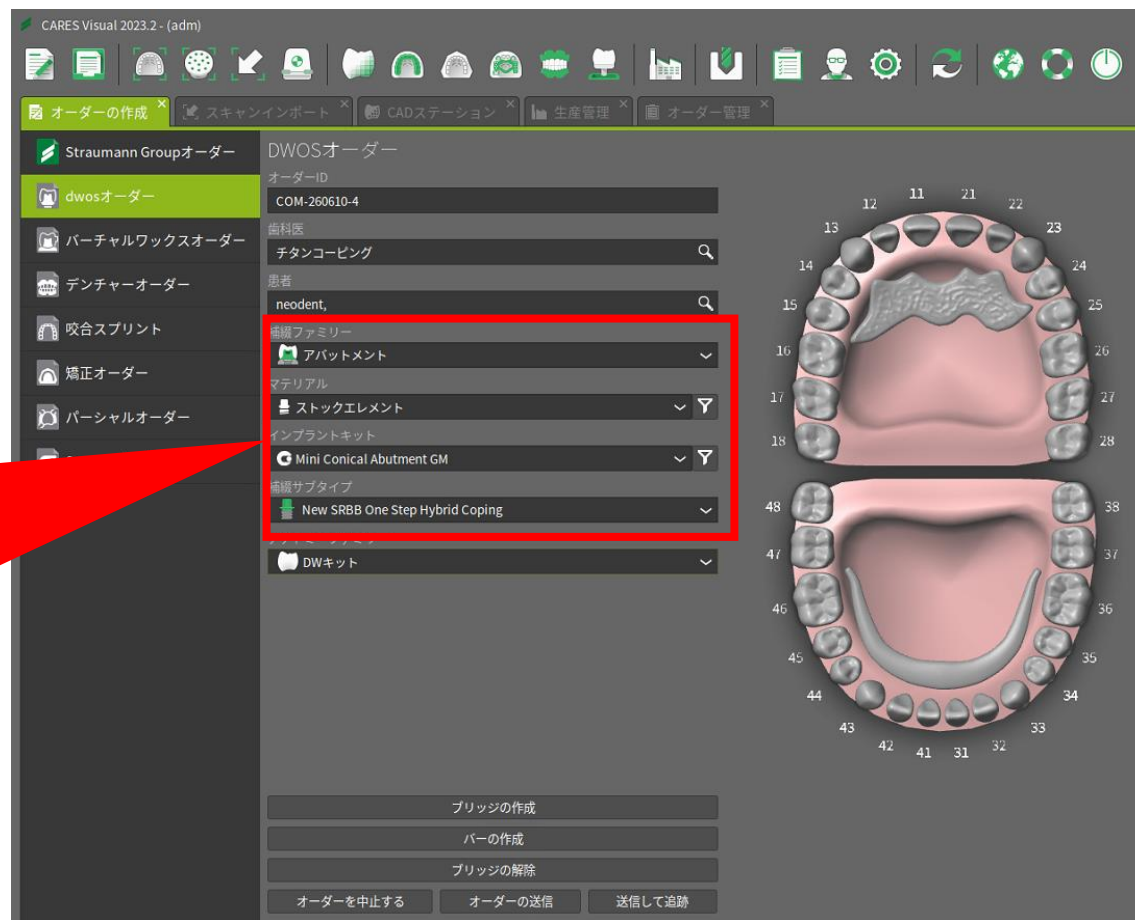 CARES Visual 2023.2 - (adm)
オーダーの作成
スキャンインポート
CADステーション
生産管理
オーダー管理
Straumann Groupオーダー
dwosオーダー
バーチャルワックスオーダー
デンチャーオーダー
咬合スプリント
矯正オーダー
パーシャルオーダー
DWOSオーダー
オーダーID
COM-260610-4
歯科医
チタンコーピング
患者
neodent,
補綴ファミリー
アバットメント
マテリアル
ストックエレメント
インプラントキット
Mini Conical Abutment GM
補綴サブタイプ
New SRBB One Step Hybrid Coping
DWキット
ブリッジの作成
バーの作成
ブリッジの解除
オーダーを中止する
オーダーの送信
送信して追跡
11 21
12 22
13 23
14 24
15 25
16 26
17 27
18 28
48 38
47 37
46 36
45 35
44 34
43 33
42 41 31 32